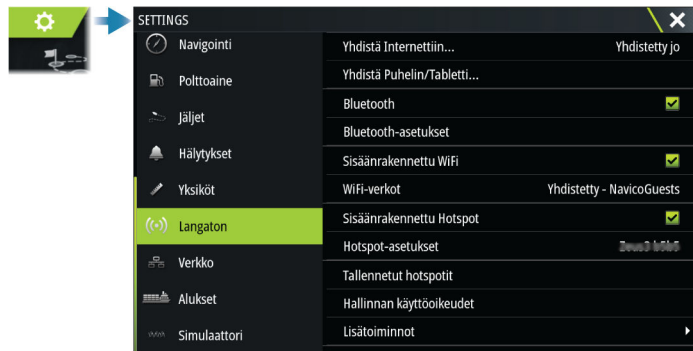 SETTINGS
Navigointi
Polttoaine
Jäljet
Hälytykset
Yksiköt
Langaton
Verkko
Alukset
Simulaattori
Yhdistä Internettiin... Yhdistetty jo
Yhdistä Puhelin/Tabletti...
Bluetooth
Bluetooth-asetukset
Sisäänrakennettu WiFi
WiFi-verkot Yhdistetty - NavicoGuests
Sisäänrakennettu Hotspot
Hotspot-asetukset
Tallennetut hotspotit
Hallinnan käyttöoikeudet
Lisätoiminnot